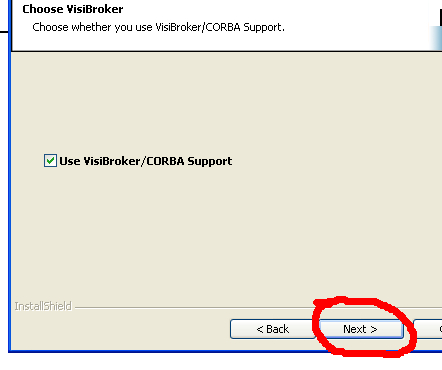 Choose VisiBroker
Choose whether you use VisiBroker/CORBA Support.
Use VisiBroker/CORBA Support
InstallShield
< Back
Next >